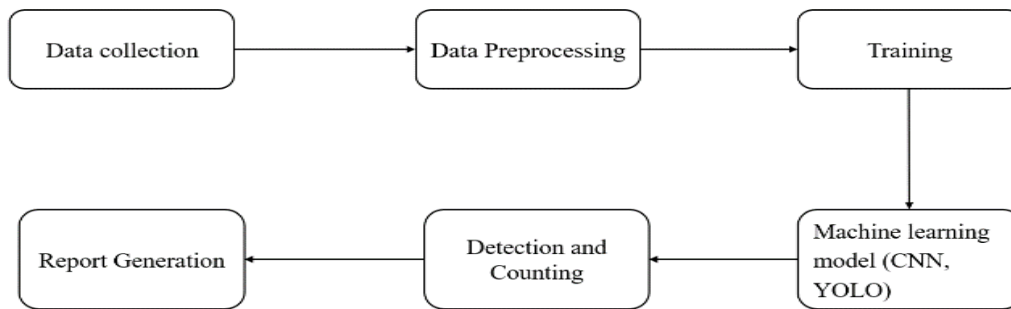 Data collection
Data Preprocessing
Training
Machine learning
model (CNN,
YOLO)
Detection and
Counting
Report Generation